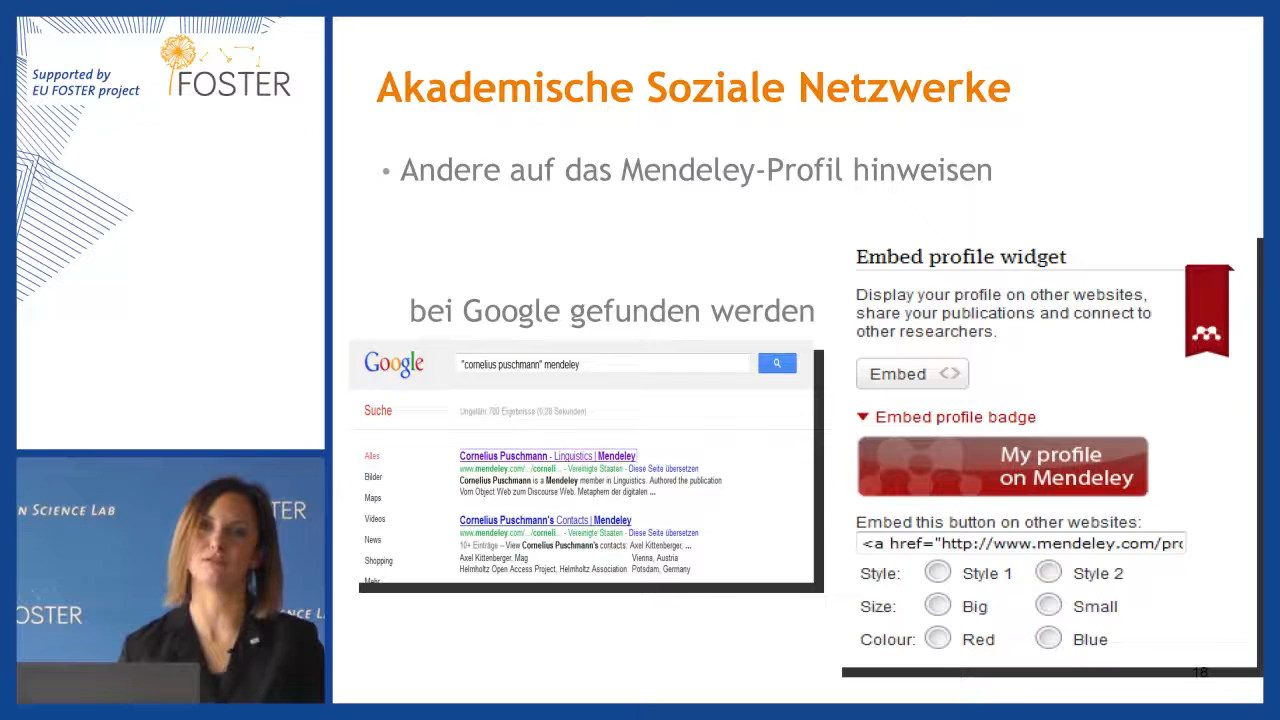 Supported by
EU FOSTER project
FOSTER
Akademische Soziale Netzwerke
• Andere auf das Mendeley-Profil hinweisen
bei Google gefunden werden
Google
"cornelius puschmann" mendeley
Suche
Ungefähr 700 Ergebnisse (0,28 Sekunden)
Alles
Bilder
Maps
Videos
News
Shopping
Mehr
Cornelius Puschmann - Linguistics | Mendeley
www.mendeley.com/.../corneli... - Vereinigte Staaten - Diese Seite übersetzen
Cornelius Puschmann is a Mendeley member in Linguistics. Authored the publication
Vom Object Web zum Discourse Web. Metaphern der digitalen ...
Cornelius Puschmann's Contacts | Mendeley
www.mendeley.com/.../corneli... - Vereinigte Staaten - Diese Seite übersetzen
10+ Einträge – View Cornelius Puschmann's contacts: Axel Kittenberger, ...
Axel Kittenberger, Mag Vienna, Austria
Helmholtz Open Access Project, Helmholtz Association Potsdam, Germany
Embed profile widget
Display your profile on other websites,
share your publications and connect to
other researchers.
Embed <>
Embed profile badge
My profile
on Mendeley
Embed this button on other websites:
<a href="http://www.mendeley.com/pro
Style: Style 1 Style 2
Size: Big Small
Colour: Red Blue
18
N SCIENCE LAB
TER
OSTER
NCE L